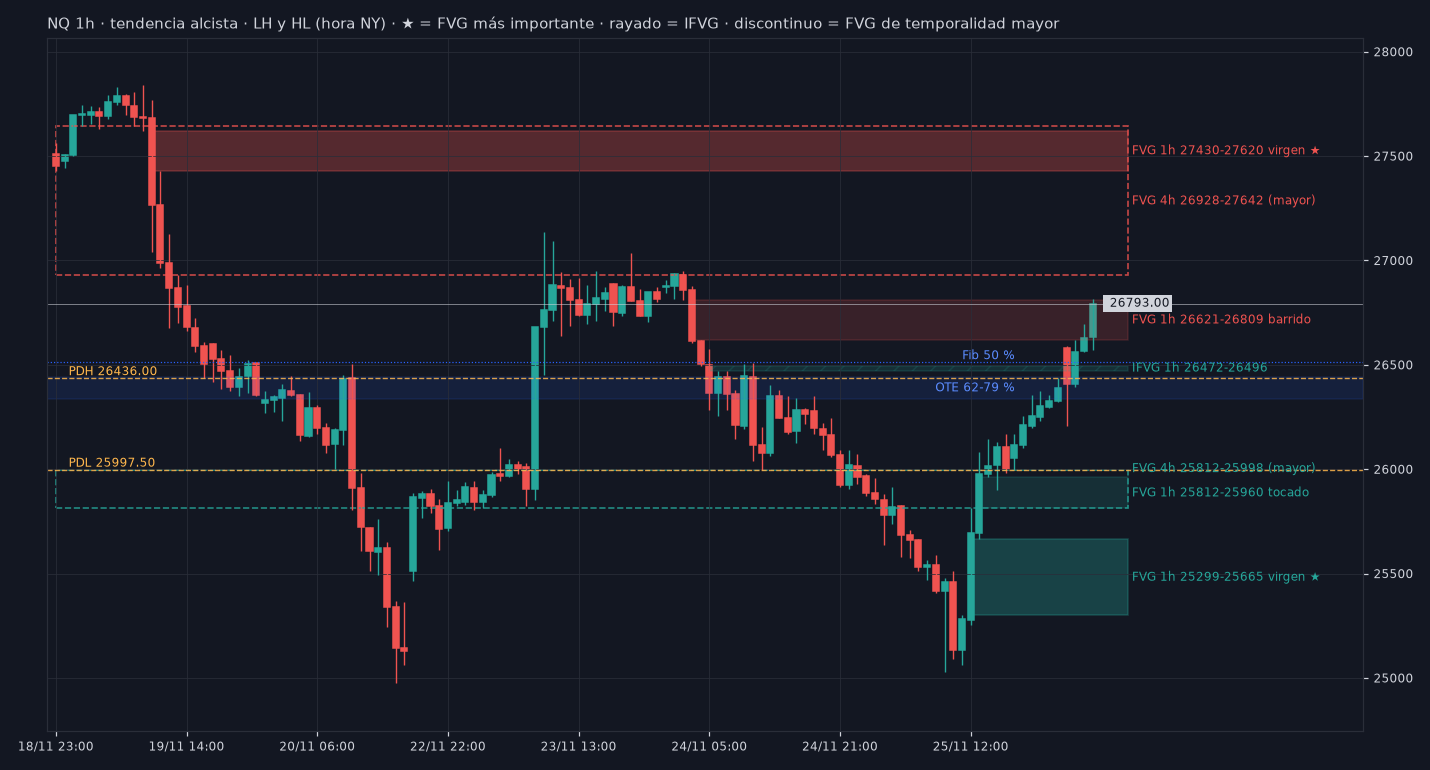 NQ 1h · tendencia alcista · LH y HL (hora NY) · ★ = FVG más importante · rayado = IFVG · discontinuo = FVG de temporalidad mayor
28000
FVG 1h 27430-27620 virgen ★
27500
FVG 4h 26928-27642 (mayor)
27000
26793.00
FVG 1h 26621-26809 barrido
Fib 50 %
26500
PDH 26436.00
IFVG 1h 26472-26496
OTE 62-79 %
PDL 25997.50
FVG 4h 25812-25998 (mayor)
26000
FVG 1h 25812-25960 tocado
25500
FVG 1h 25299-25665 virgen ★
25000
18/11 23:00
19/11 14:00
20/11 06:00
22/11 22:00
23/11 13:00
24/11 05:00
24/11 21:00
25/11 12:00